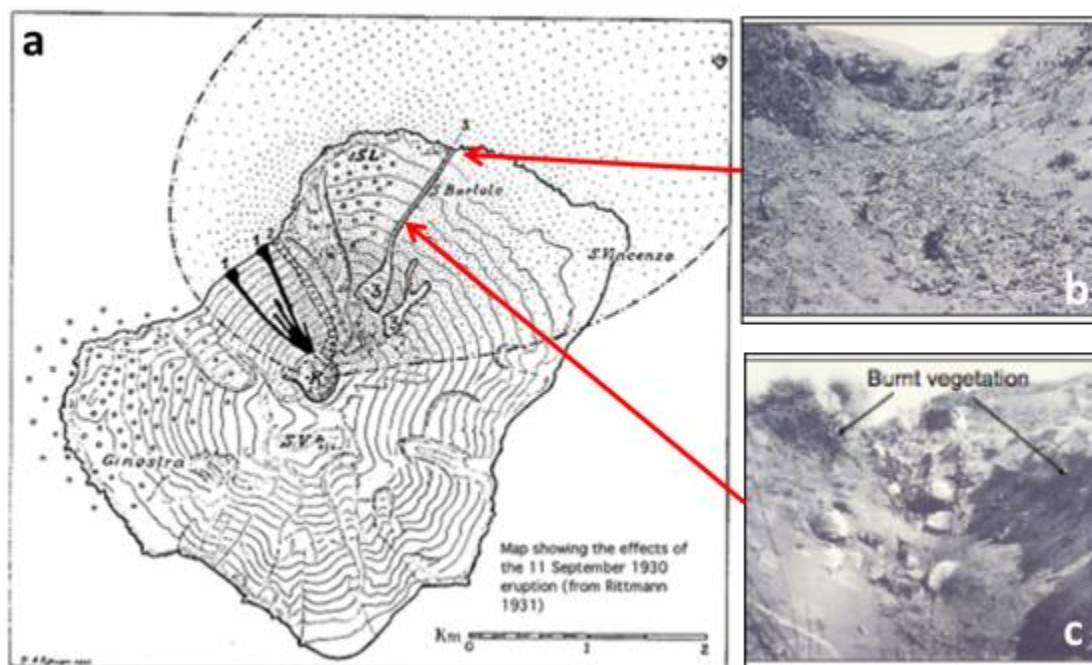 a
I.S.L.
S. Bartolo
S. Vincenzo
3
1
2
3
3
K
Ginostra
Map showing the effects of
the 11 September 1930
eruption (from Rittmann
1931)
Km
0
1
2
b
Burnt vegetation
c